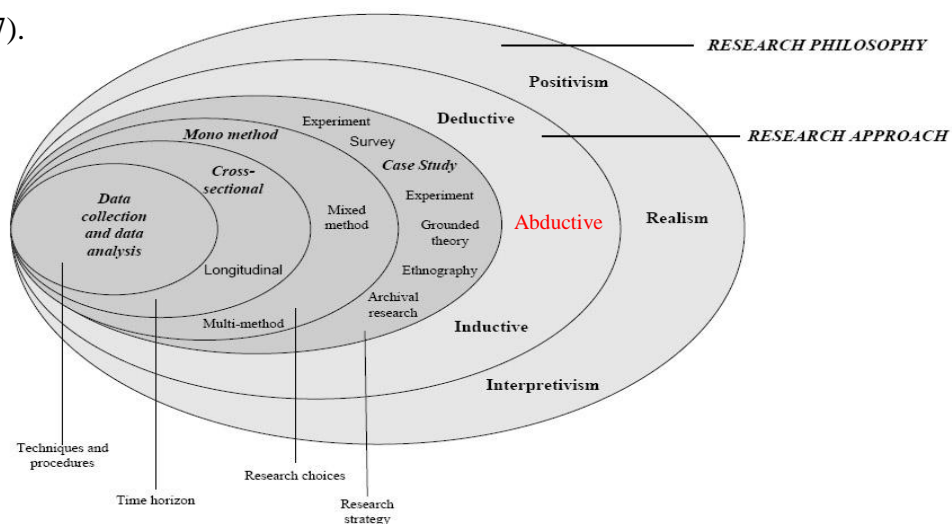 7).
RESEARCH PHILOSOPHY
Positivism
Deductive
RESEARCH APPROACH
Experiment
Mono method
Survey
Case Study
Cross-
sectional
Data
collection
and data
analysis
Experiment
Mixed
method
Grounded
theory
Abductive
Realism
Ethnography
Longitudinal
Archival
research
Multi-method
Inductive
Interpretivism
Techniques and
procedures
Time horizon
Research choices
Research
strategy